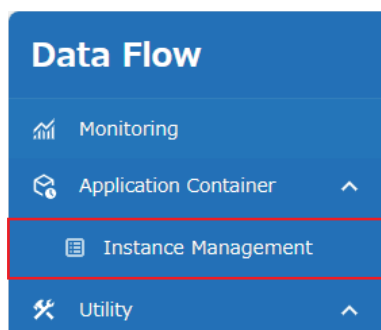 Data Flow
Monitoring
Application Container
Instance Management
Utility